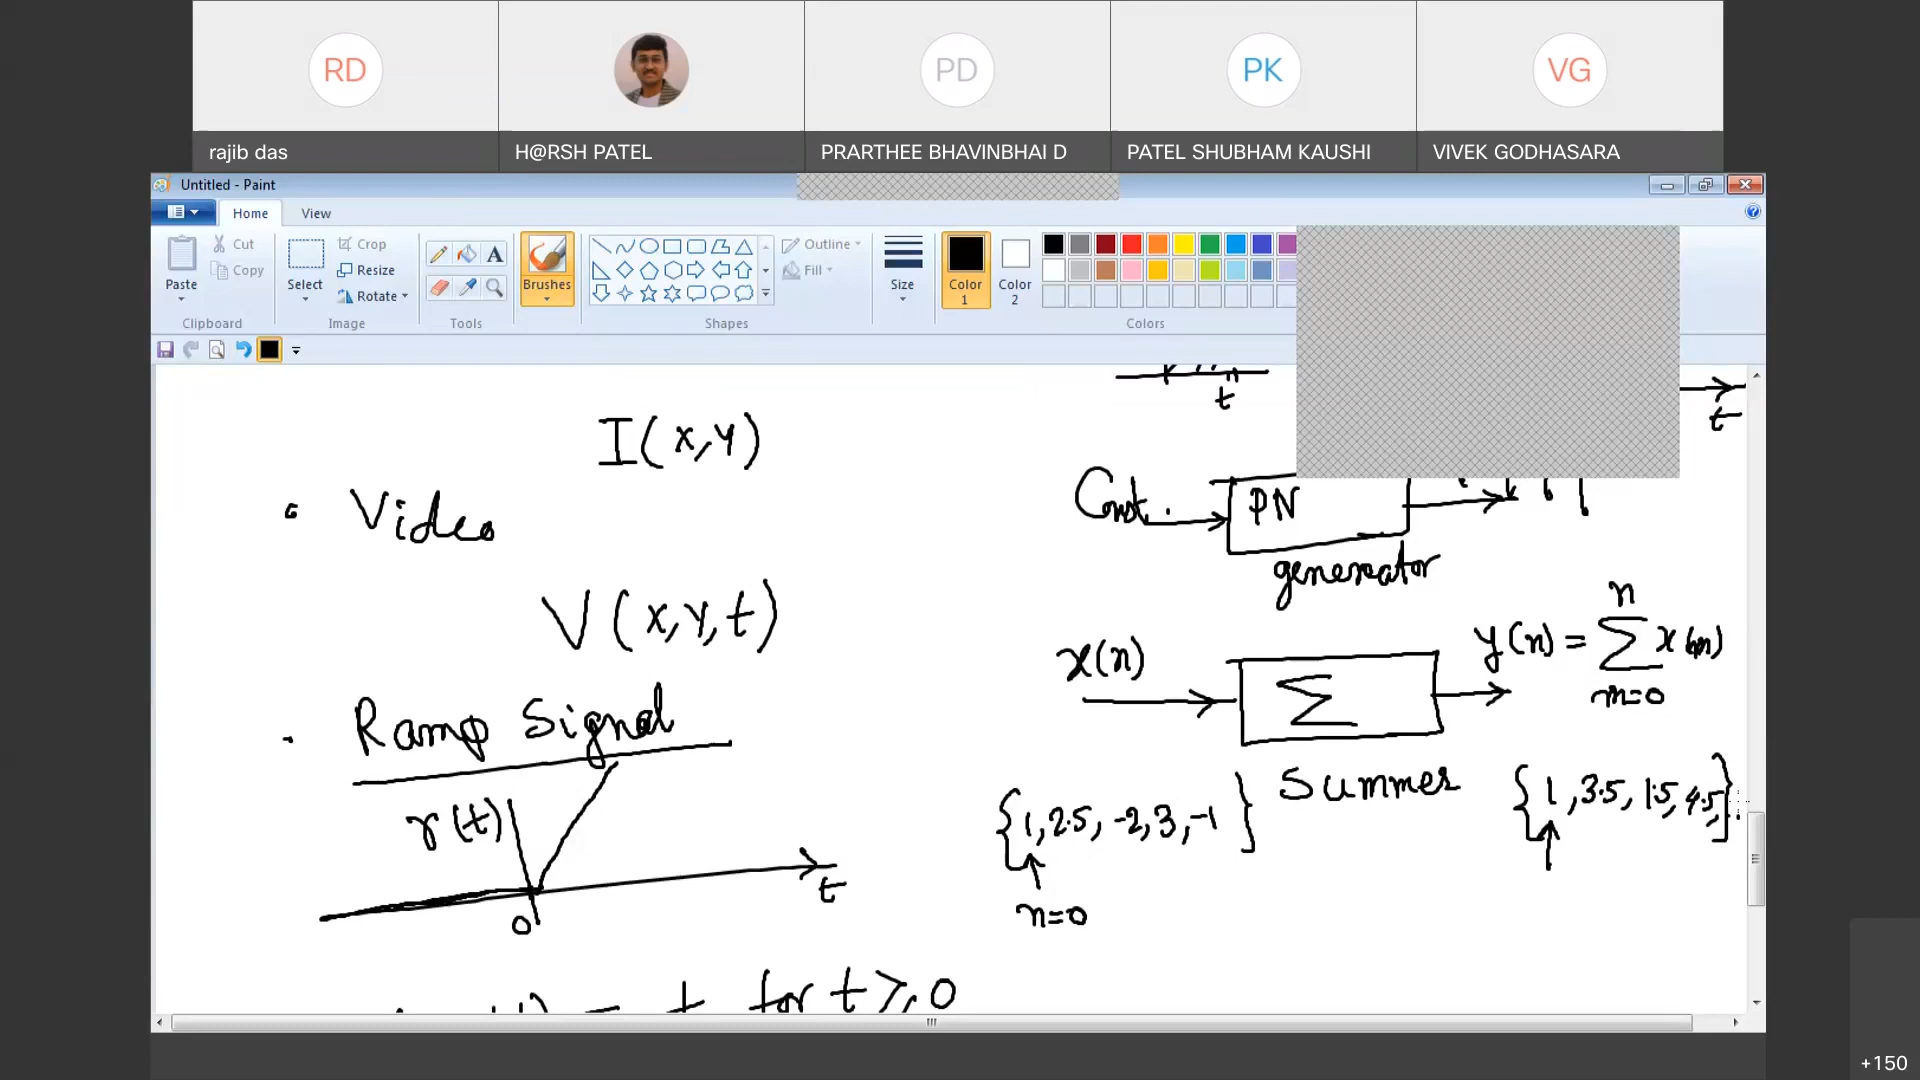 RD
PD
PK
VG
rajib das
H@RSH PATEL
PRARTHEE BHAVINBHAI D
PATEL SHUBHAM KAUSHI
VIVEK GODHASARA
Untitled - Paint
Home View
Paste
Cut
Copy
Clipboard
Select
Crop
Resize
Rotate
Image
A
Tools
Brushes
Outline
Fill
Shapes
Size
Color 1
Color 2
Colors
I(x,y)
• Video
V(x,y,t)
• Ramp Signal
r(t)
t
0
t for t ≥ 0
t
t
Const.
PN
generator
x(n)
Σ
Summer
{1, 2.5, -2, 3, -1}
n=0
{1, 3.5, 1.5, 4.5,
+150